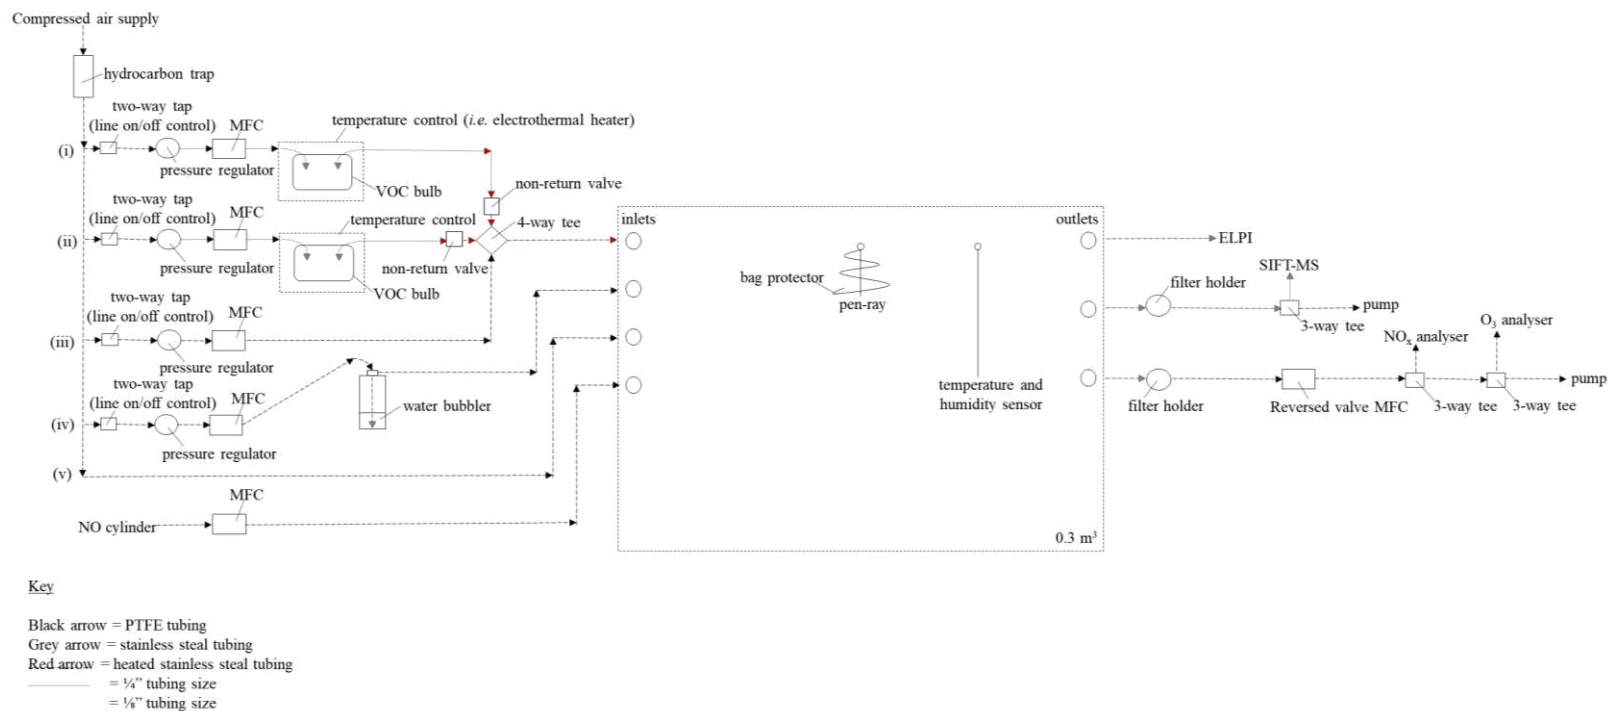 Compressed air supply
hydrocarbon trap
two-way tap
(line on/off control)
MFC
temperature control (i.e. electrothermal heater)
(i)
pressure regulator
VOC bulb
non-return valve
two-way tap
(line on/off control)
MFC
temperature control
4-way tee
(ii)
pressure regulator
non-return valve
VOC bulb
two-way tap
(line on/off control)
MFC
(iii)
pressure regulator
two-way tap
(line on/off control)
MFC
water bubbler
(iv)
pressure regulator
(v)
MFC
NO cylinder
inlets
outlets
bag protector
pen-ray
temperature and
humidity sensor
0.3 m³
ELPI
SIFT-MS
filter holder
pump
3-way tee
NOx analyser
O3 analyser
pump
filter holder
Reversed valve MFC
3-way tee
3-way tee
Key
Black arrow = PTFE tubing
Grey arrow = stainless steal tubing
Red arrow = heated stainless steal tubing
= ¼” tubing size
= ⅛” tubing size